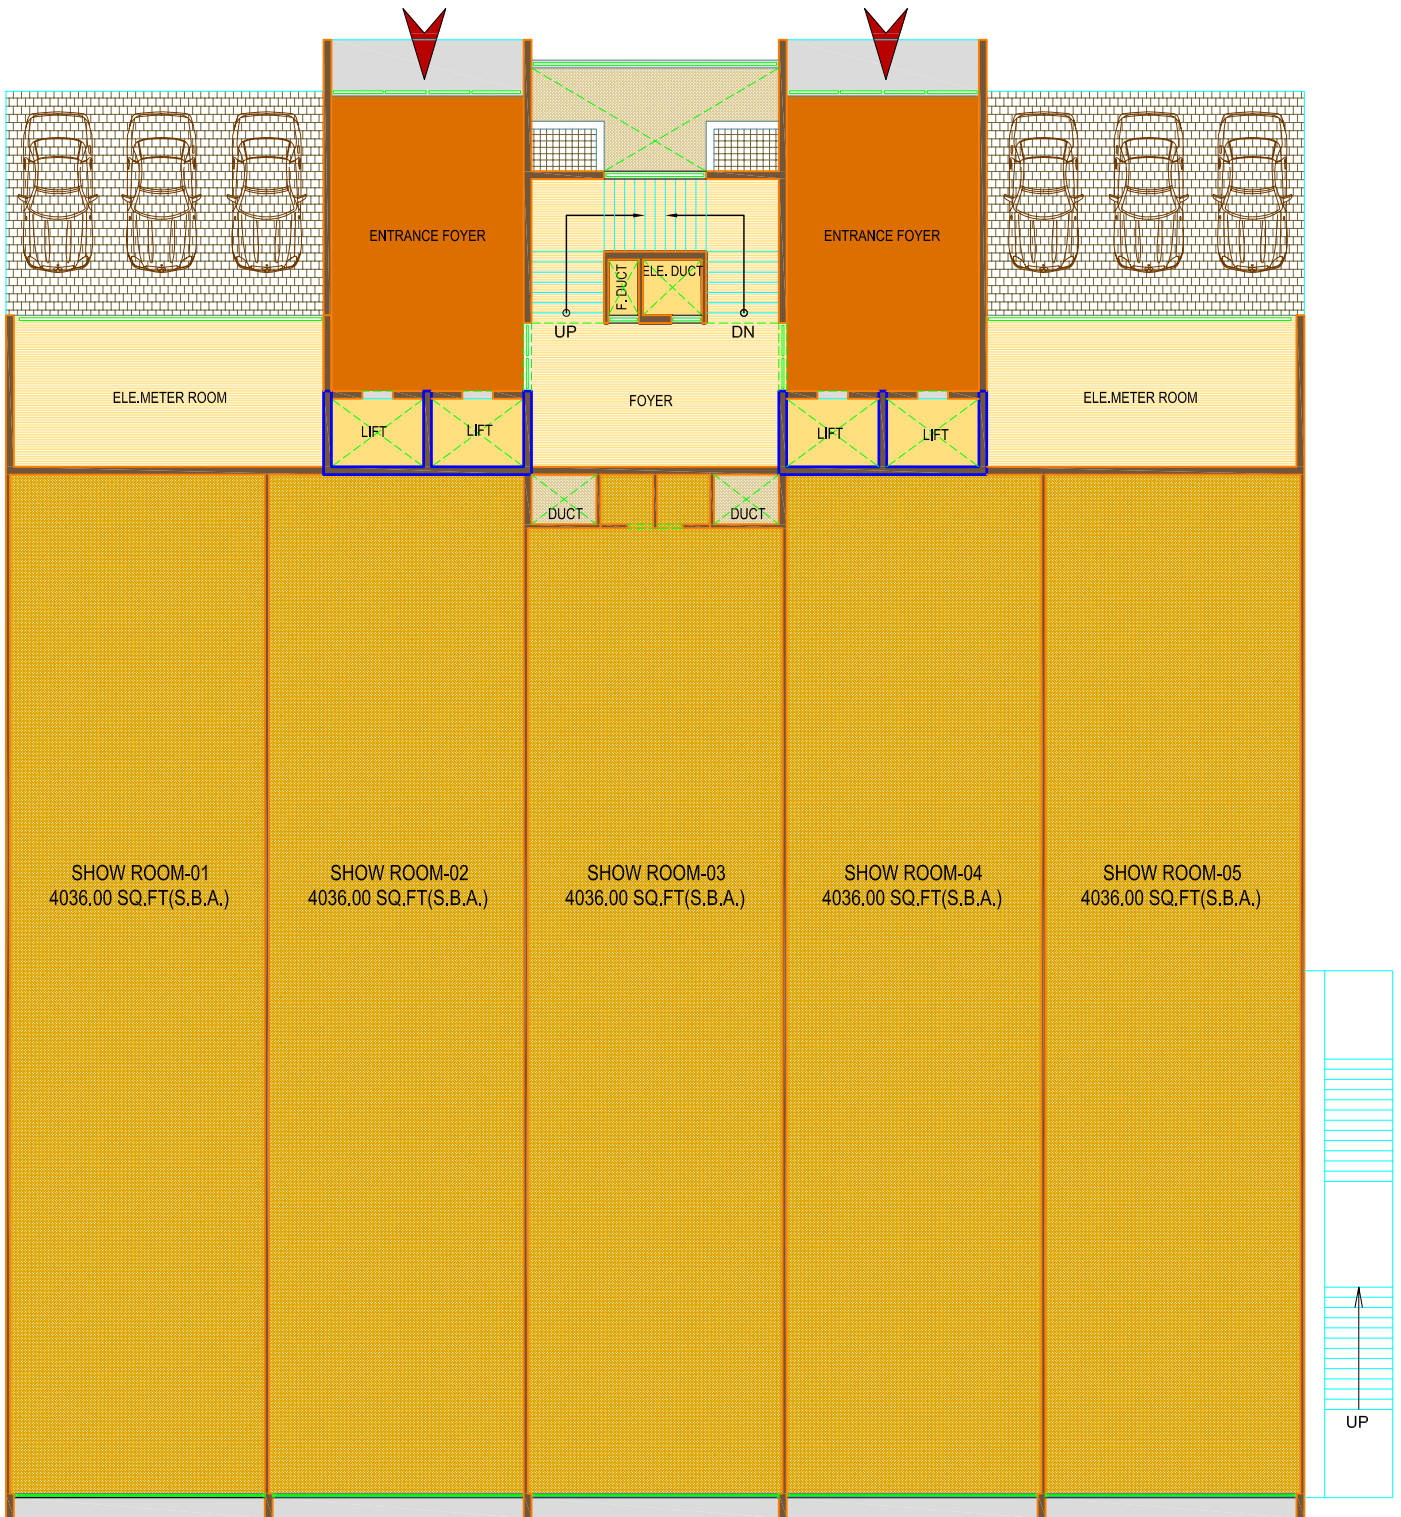 ENTRANCE FOYER
ENTRANCE FOYER
F. DUCT
ELE. DUCT
UP
DN
ELE.METER ROOM
FOYER
ELE.METER ROOM
LIFT
LIFT
LIFT
LIFT
DUCT
DUCT
SHOW ROOM-01
4036.00 SQ.FT(S.B.A.)
SHOW ROOM-02
4036.00 SQ.FT(S.B.A.)
SHOW ROOM-03
4036.00 SQ.FT(S.B.A.)
SHOW ROOM-04
4036.00 SQ.FT(S.B.A.)
SHOW ROOM-05
4036.00 SQ.FT(S.B.A.)
UP